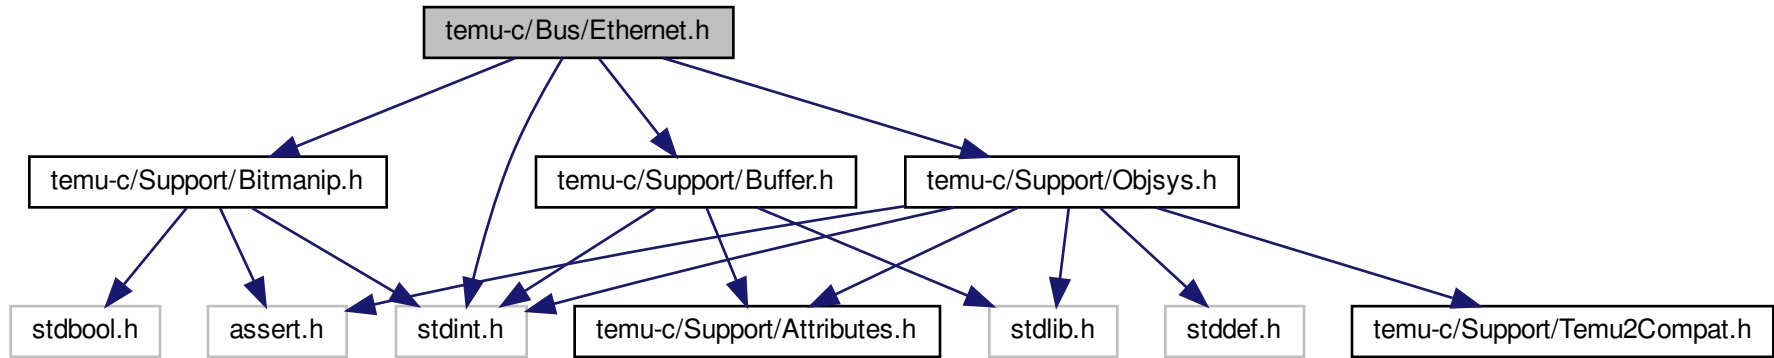 temu-c/Bus/Ethernet.h
temu-c/Support/Bitmanip.h
temu-c/Support/Buffer.h
temu-c/Support/Objsys.h
stdbool.h
assert.h
stdint.h
temu-c/Support/Attributes.h
stdlib.h
stddef.h
temu-c/Support/Temu2Compat.h